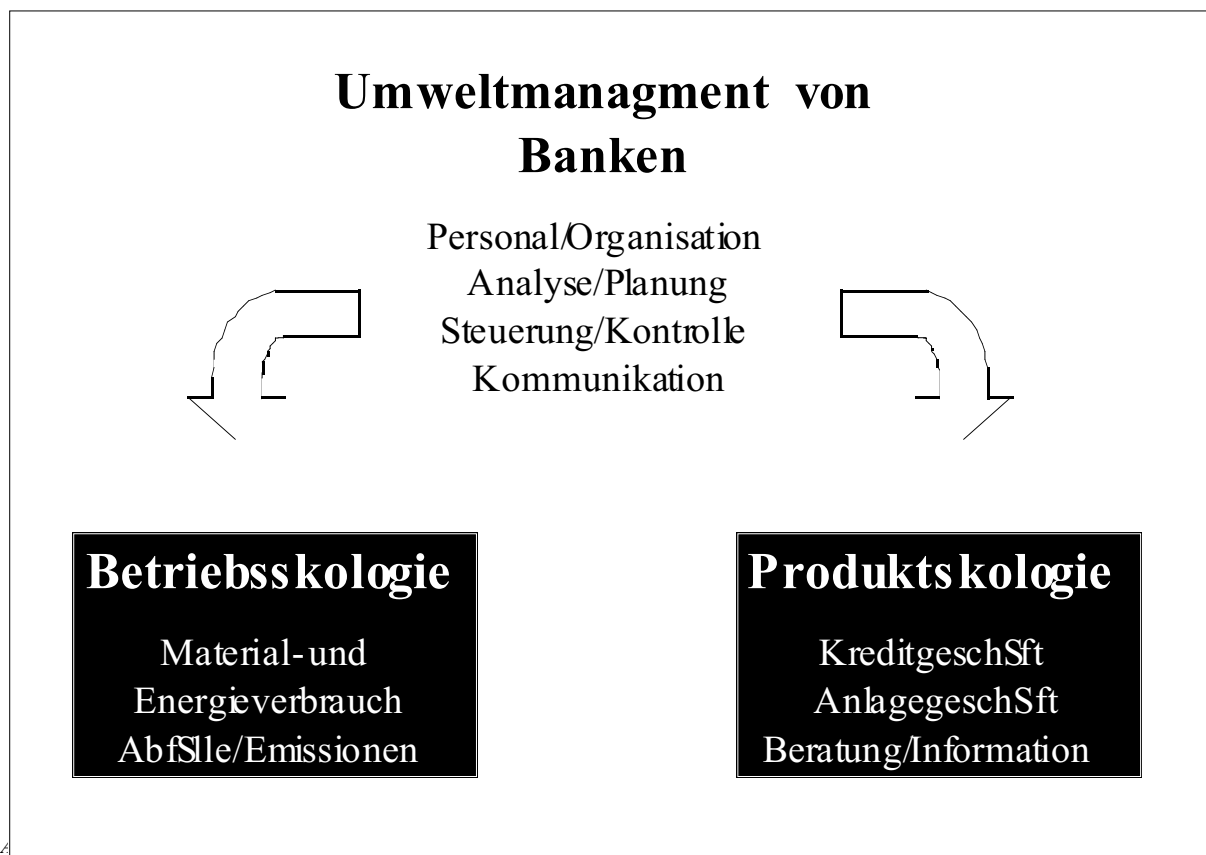 Umweltmanagment von
Banken
Personal/Organisation
Analyse/Planung
Steuerung/Kontrolle
Kommunikation
Betriebsskologie
Material-und
Energieverbrauch
AbfSlle/Emissionen
Produktskologie
KreditgeschSft
AnlagegeschSft
Beratung/Information